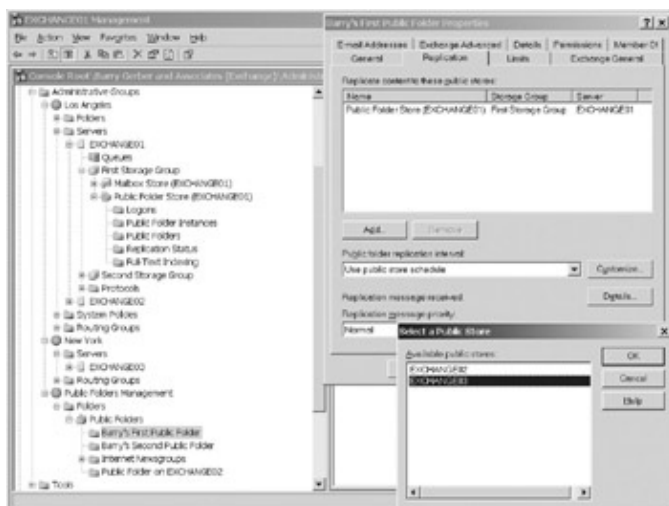 EXCHANGE01 Management
File Action View Favorites Window Help
Console Root\Barry Gerber and Associates (Exchange)\Administr
Administrative Groups
Los Angeles
Folders
Servers
EXCHANGE01
Queues
First Storage Group
Mailbox Store (EXCHANGE01)
Public Folder Store (EXCHANGE01)
Logons
Public Folder Instances
Public Folders
Replication Status
Full-Text Indexing
Second Storage Group
Protocols
EXCHANGE02
System Policies
Routing Groups
New York
Servers
EXCHANGE03
Routing Groups
Public Folders Management
Folders
Public Folders
Barry's First Public Folder
Barry's Second Public Folder
Internet Newsgroups
Public Folder on EXCHANGE02
Tools
Barry's First Public Folder Properties
E-mail Addresses Exchange Advanced Details Permissions Member Of
General Replication Limits Exchange General
Replicate content to these public stores:
Name Storage Group Server
Public Folder Store (EXCHANGE01) First Storage Group EXCHANGE01
Add... Remove
Public folder replication interval:
Use public store schedule Customize...
Replication message received: Details...
Replication message priority:
Normal
Select a Public Store
Available public stores:
EXCHANGE02
EXCHANGE03
OK
Cancel
Help